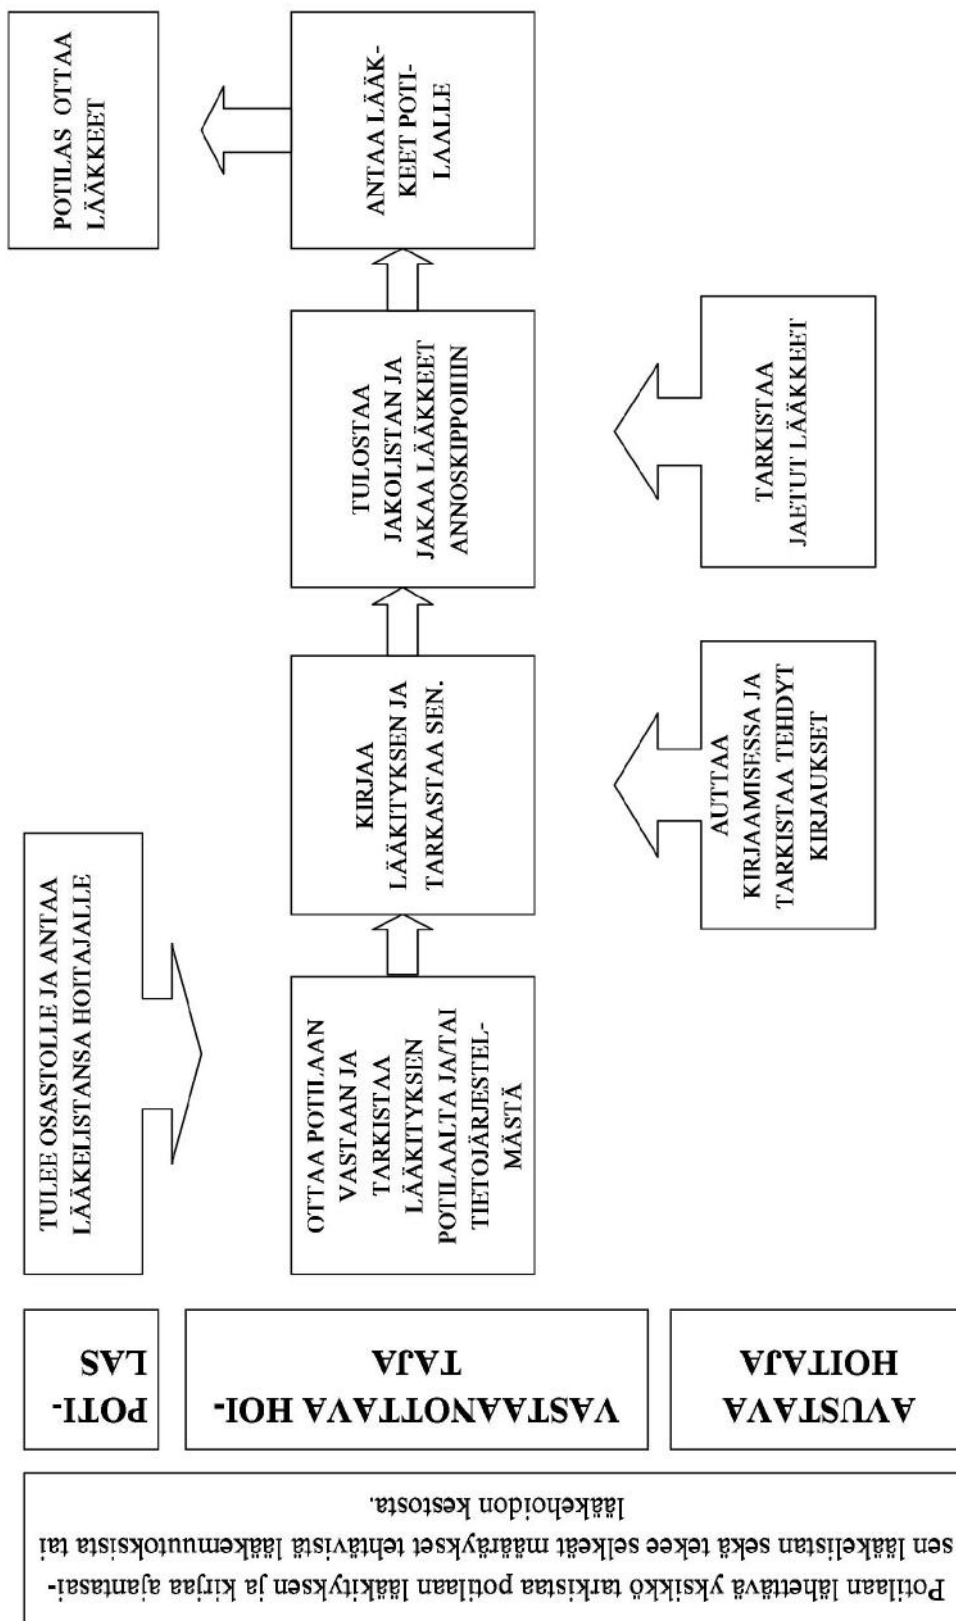 Potilaan lähettävä yksikkö tarkistaa potilaan lääkityksen ja kirjaa ajantasai-
sen lääkelistan sekä tekee selkeät määräykset tehtävistä lääkemuutoksista tai
lääkehoidon kestosta.
POTI-
LAS
TULEE OSASTOLLE JA ANTAA
LÄÄKELISTANSA HOITAJALLE
POTILAS OTTAA
LÄÄKKEET
VASTAANOTTAVA HOI-
TAJA
OTTAA POTILAAN
VASTAAN JA
TARKISTAA
LÄÄKITYKSEN
POTILAALTA JA/TAI
TIETOJÄRJESTEL-
MÄSTÄ
KIRJAA
LÄÄKITYKSEN JA
TARKASTAA SEN.
TULOSTAA
JAKOLISTAN JA
JAKAA LÄÄKKEET
ANNOSKIPPOIIIN
ANTAA LÄÄK-
KEET POTI-
LAALLE
AVUSTAVA
HOITAJA
AUTTAA
KIRJAAMISESSA JA
TARKISTAA TEHDYT
KIRJAUKSET
TARKISTAA
JAETUT LÄÄKKEET